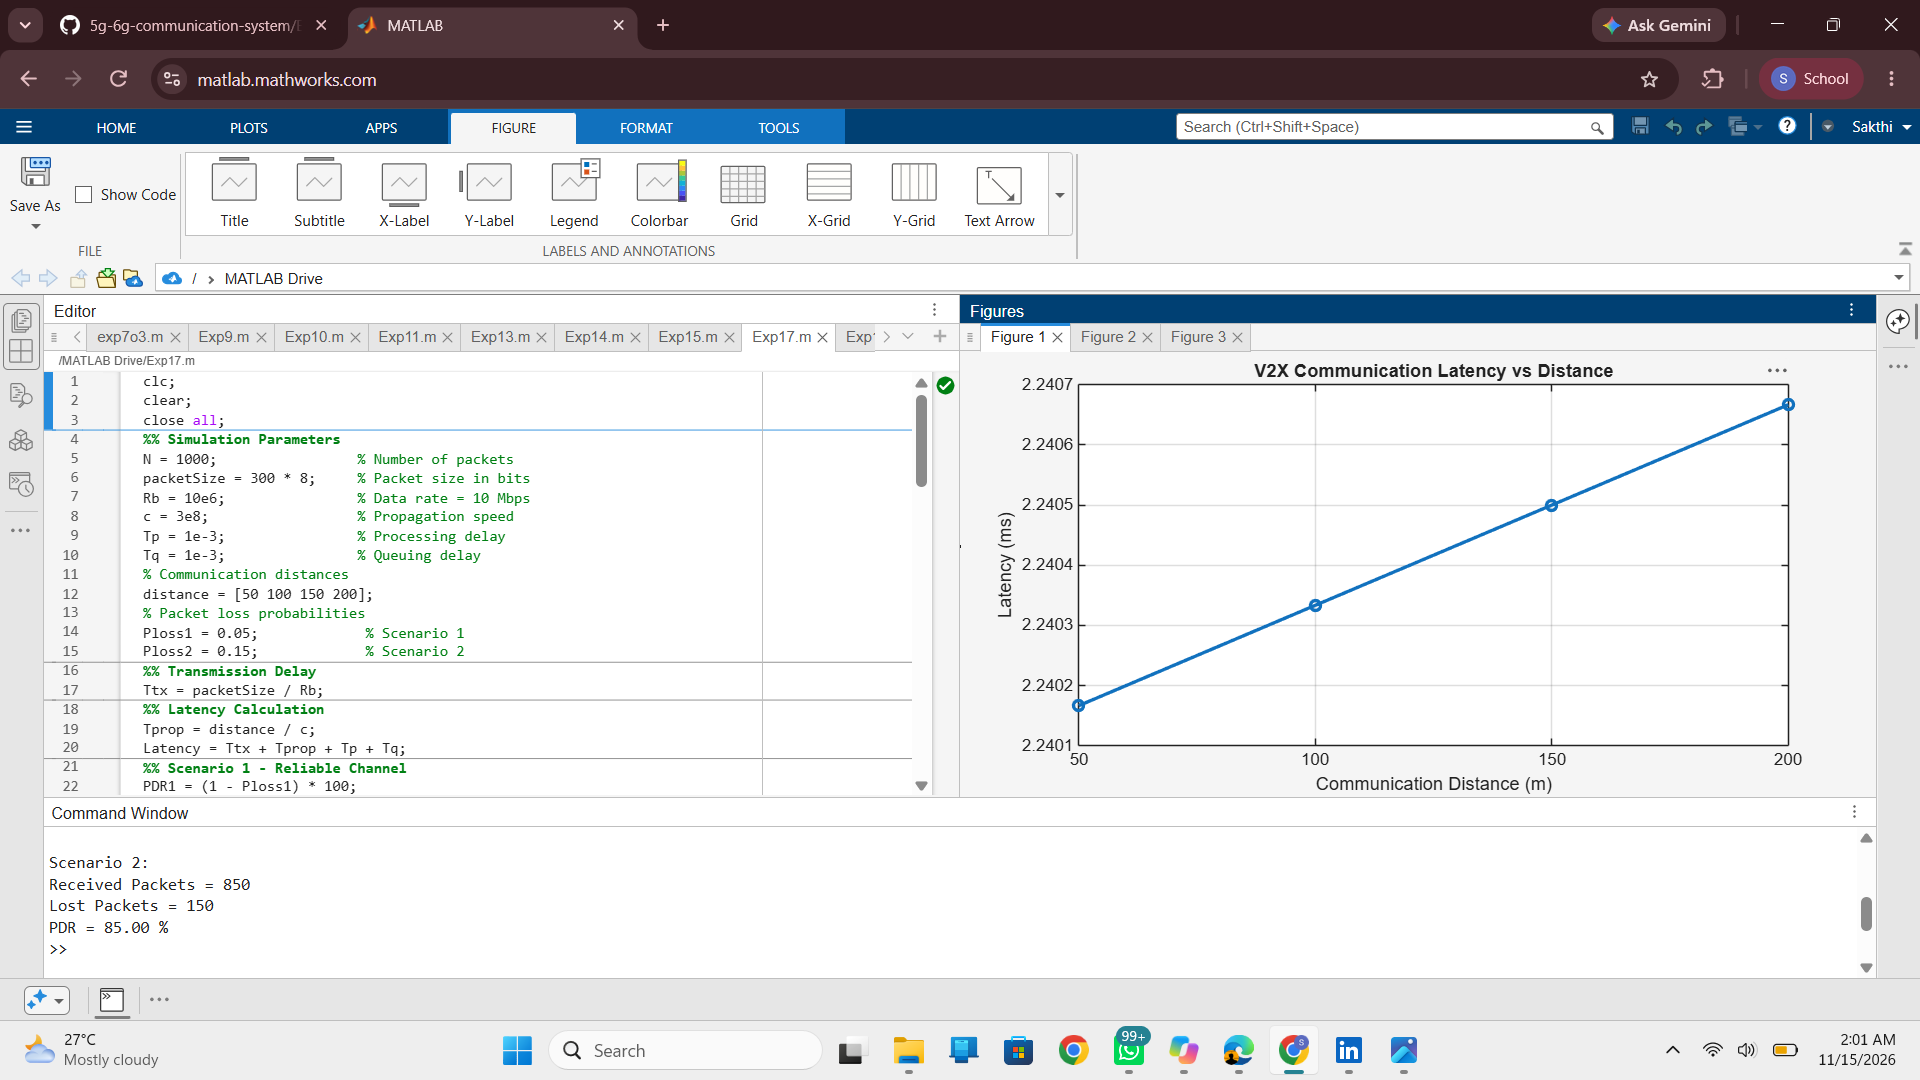 5g-6g-communication-system/
MATLAB
Ask Gemini
matlab.mathworks.com
S School
HOME PLOTS APPS FIGURE FORMAT TOOLS
Search (Ctrl+Shift+Space)
Sakthi
Save As
Show Code
Title Subtitle X-Label Y-Label Legend Colorbar Grid X-Grid Y-Grid Text Arrow
FILE
LABELS AND ANNOTATIONS
/ › MATLAB Drive
Editor
exp7o3.m Exp9.m Exp10.m Exp11.m Exp13.m Exp14.m Exp15.m Exp17.m Exp
/MATLAB Drive/Exp17.m
1 clc;
2 clear;
3 close all;
4 %% Simulation Parameters
5 N = 1000; % Number of packets
6 packetSize = 300 * 8; % Packet size in bits
7 Rb = 10e6; % Data rate = 10 Mbps
8 c = 3e8; % Propagation speed
9 Tp = 1e-3; % Processing delay
10 Tq = 1e-3; % Queuing delay
11 % Communication distances
12 distance = [50 100 150 200];
13 % Packet loss probabilities
14 Ploss1 = 0.05; % Scenario 1
15 Ploss2 = 0.15; % Scenario 2
16 %% Transmission Delay
17 Ttx = packetSize / Rb;
18 %% Latency Calculation
19 Tprop = distance / c;
20 Latency = Ttx + Tprop + Tp + Tq;
21 %% Scenario 1 - Reliable Channel
22 PDR1 = (1 - Ploss1) * 100;
Figures
Figure 1 Figure 2 Figure 3
V2X Communication Latency vs Distance
Latency (ms)
2.2407
2.2406
2.2405
2.2404
2.2403
2.2402
2.2401
50 100 150 200
Communication Distance (m)
Command Window
Scenario 2:
Received Packets = 850
Lost Packets = 150
PDR = 85.00 %
>>
27°C
Mostly cloudy
Search
99+
2:01 AM
11/15/2026